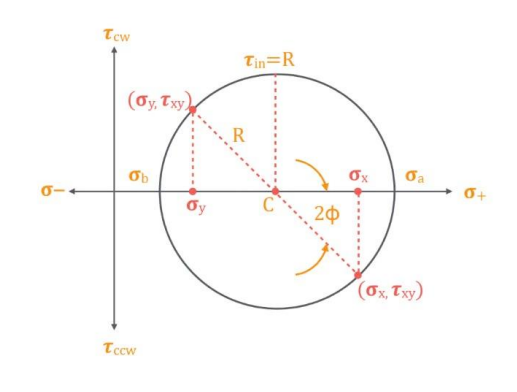 τcw
τin=R
(σy, τxy)
R
σb
σx
σa
σ−
σ+
σy
C
2ϕ
(σx, τxy)
τccw